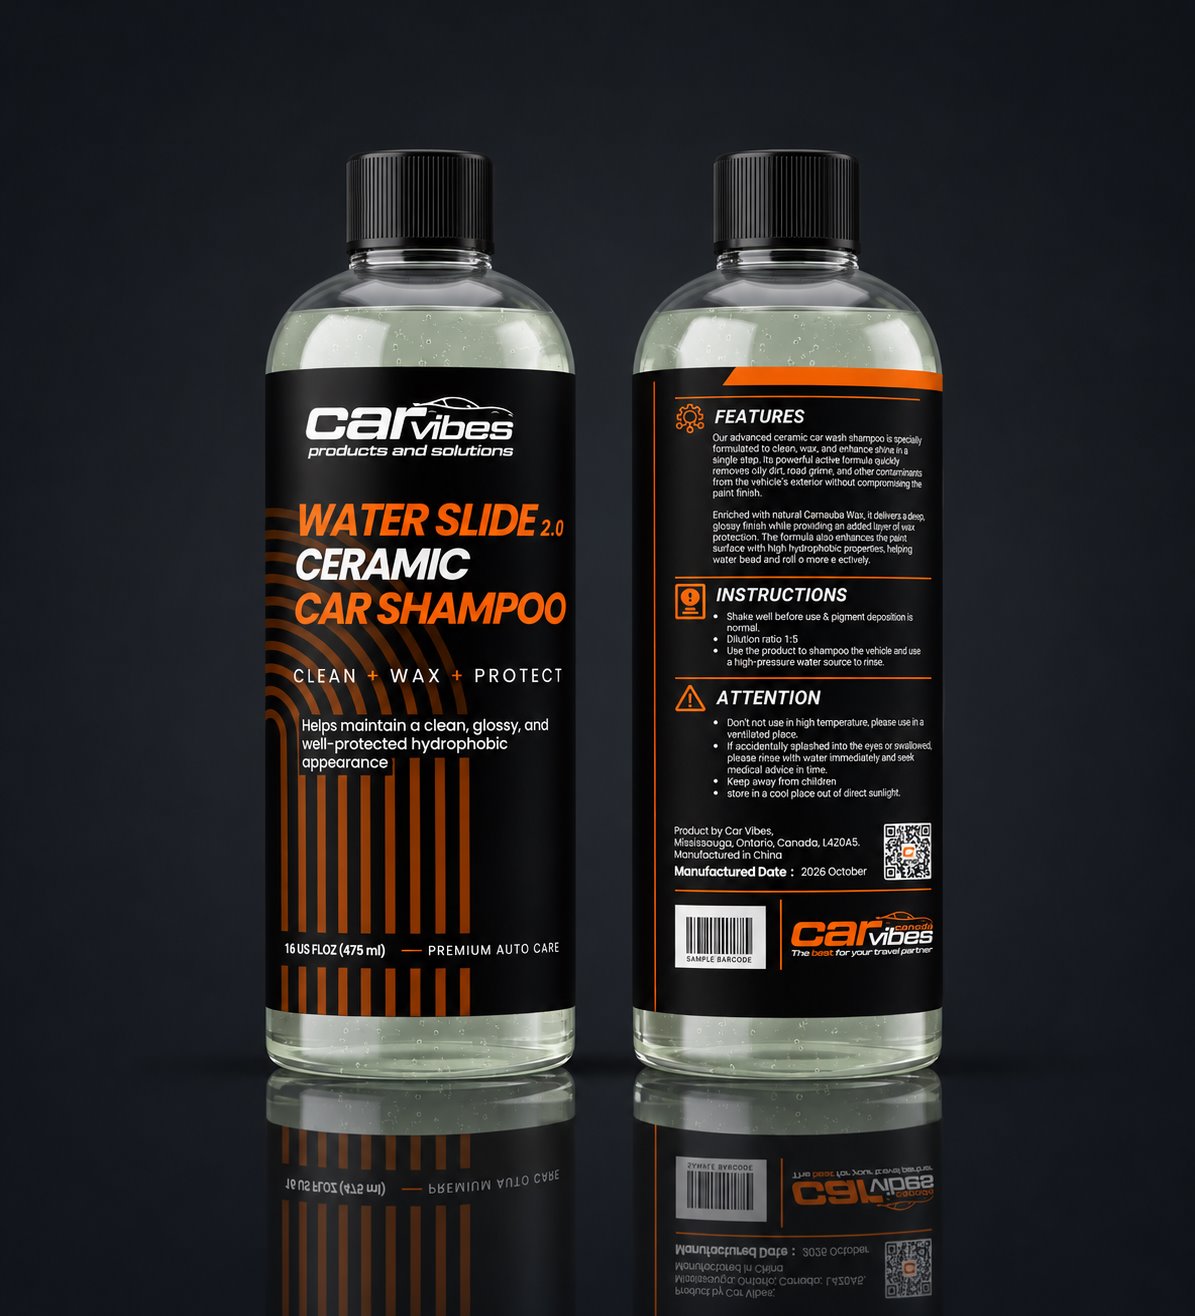 car vibes
products and solutions
WATER SLIDE 2.0
CERAMIC
CAR SHAMPOO
CLEAN + WAX + PROTECT
Helps maintain a clean, glossy, and
well-protected hydrophobic
appearance
16 US FLOZ (475 ml) — PREMIUM AUTO CARE
FEATURES
Our advanced ceramic car wash shampoo is specially
formulated to clean, wax, and enhance shine in a
single step. Its powerful active formula quickly
removes oily dirt, road grime, and other contaminants
from the vehicle's exterior without compromising the
paint finish.
Enriched with natural Carnauba Wax, it delivers a deep,
glossy finish while providing an added layer of wax
protection. The formula also enhances the paint
surface with high hydrophobic properties, helping
water bead and roll o more e ectively.
INSTRUCTIONS
• Shake well before use & pigment deposition is
normal.
• Dilution ratio 1:5
• Use the product to shampoo the vehicle and use
a high-pressure water source to rinse.
ATTENTION
• Don't not use in high temperature, please use in a
ventilated place.
• If accidentally splashed into the eyes or swallowed,
please rinse with water immediately and seek
medical advice in time.
• Keep away from children
• store in a cool place out of direct sunlight.
Product by Car Vibes,
Mississouga, Ontario, Canada, L4Z0A5.
Manufactured in China
Manufactured Date : 2026 October
SAMPLE BARCODE
car vibes canada
The best for your travel partner